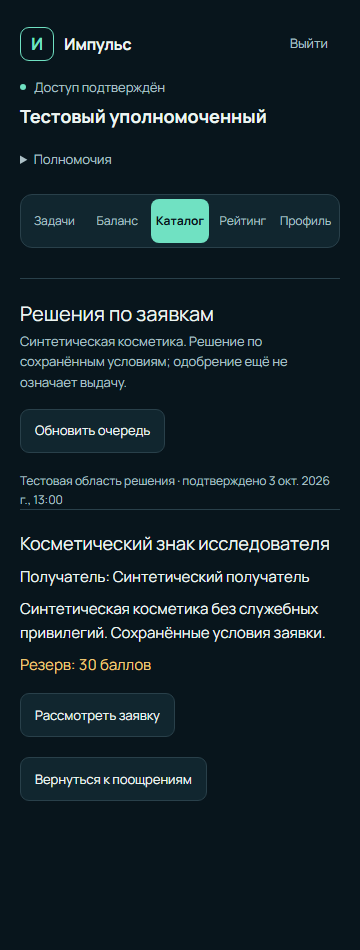 И Импульс Выйти
Доступ подтверждён
Тестовый уполномоченный
Полномочия
Задачи Баланс Каталог Рейтинг Профиль
Решения по заявкам
Синтетическая косметика. Решение по
сохранённым условиям; одобрение ещё не
означает выдачу.
Обновить очередь
Тестовая область решения · подтверждено 3 окт. 2026
г., 13:00
Косметический знак исследователя
Получатель: Синтетический получатель
Синтетическая косметика без служебных
привилегий. Сохранённые условия заявки.
Резерв: 30 баллов
Рассмотреть заявку
Вернуться к поощрениям